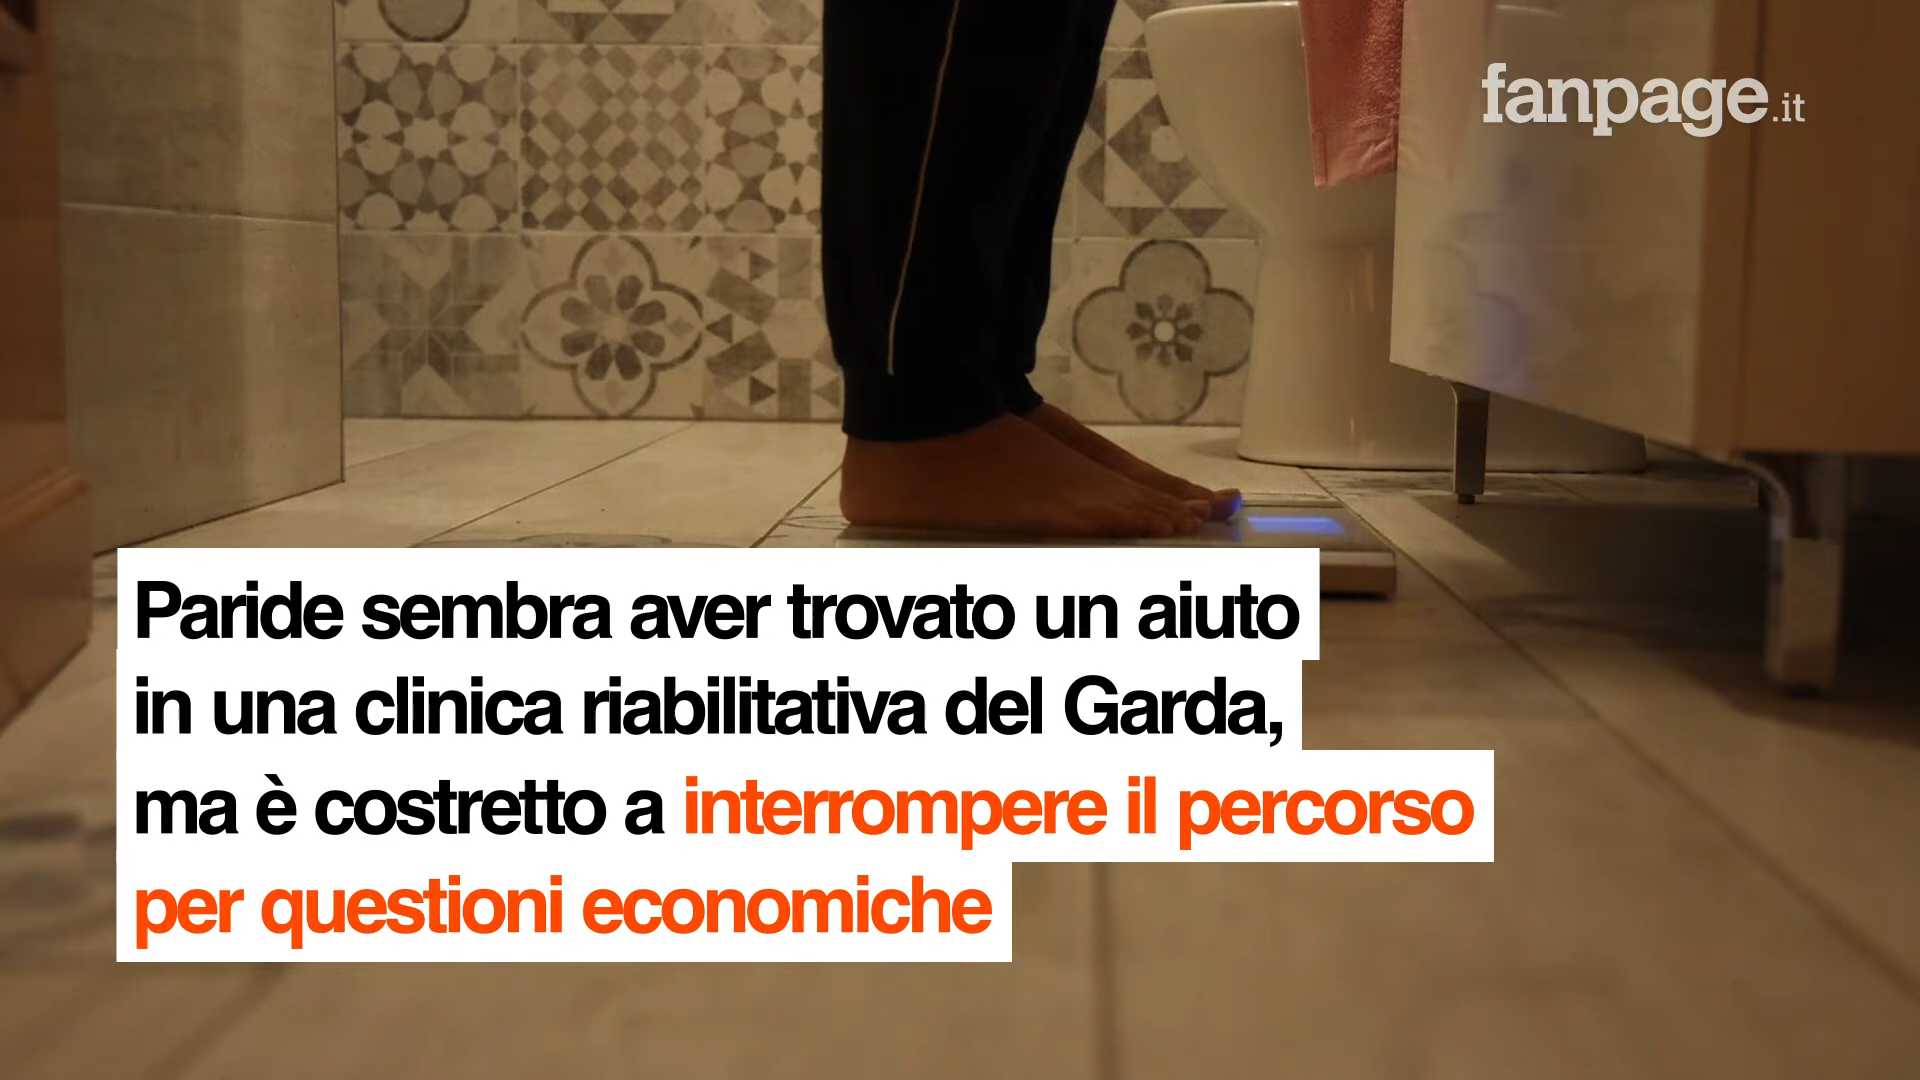 fanpage.it
Paride sembra aver trovato un aiuto
in una clinica riabilitativa del Garda,
ma è costretto a interrompere il percorso
per questioni economiche